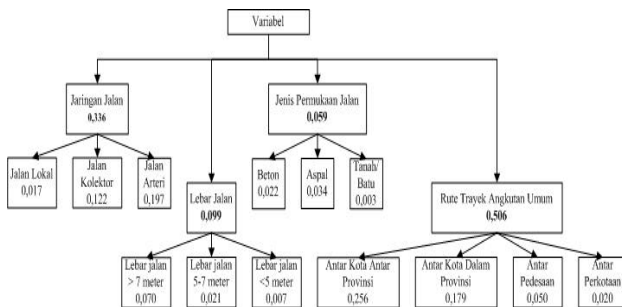 Variabel
Jaringan Jalan
0,336
Jenis Permukaan Jalan
0,059
Jalan Lokal
0,017
Jalan
Kolektor
0,122
Jalan
Arteri
0,197
Beton
0,022
Aspal
0,034
Tanah/
Batu
0,003
Lebar Jalan
0,099
Rute Trayek Angkutan Umum
0,506
Lebar jalan
> 7 meter
0,070
Lebar jalan
5-7 meter
0,021
Lebar jalan
<5 meter
0,007
Antar Kota Antar
Provinsi
0,256
Antar Kota Dalam
Provinsi
0,179
Antar
Pedesaan
0,050
Antar
Perkotaan
0,020